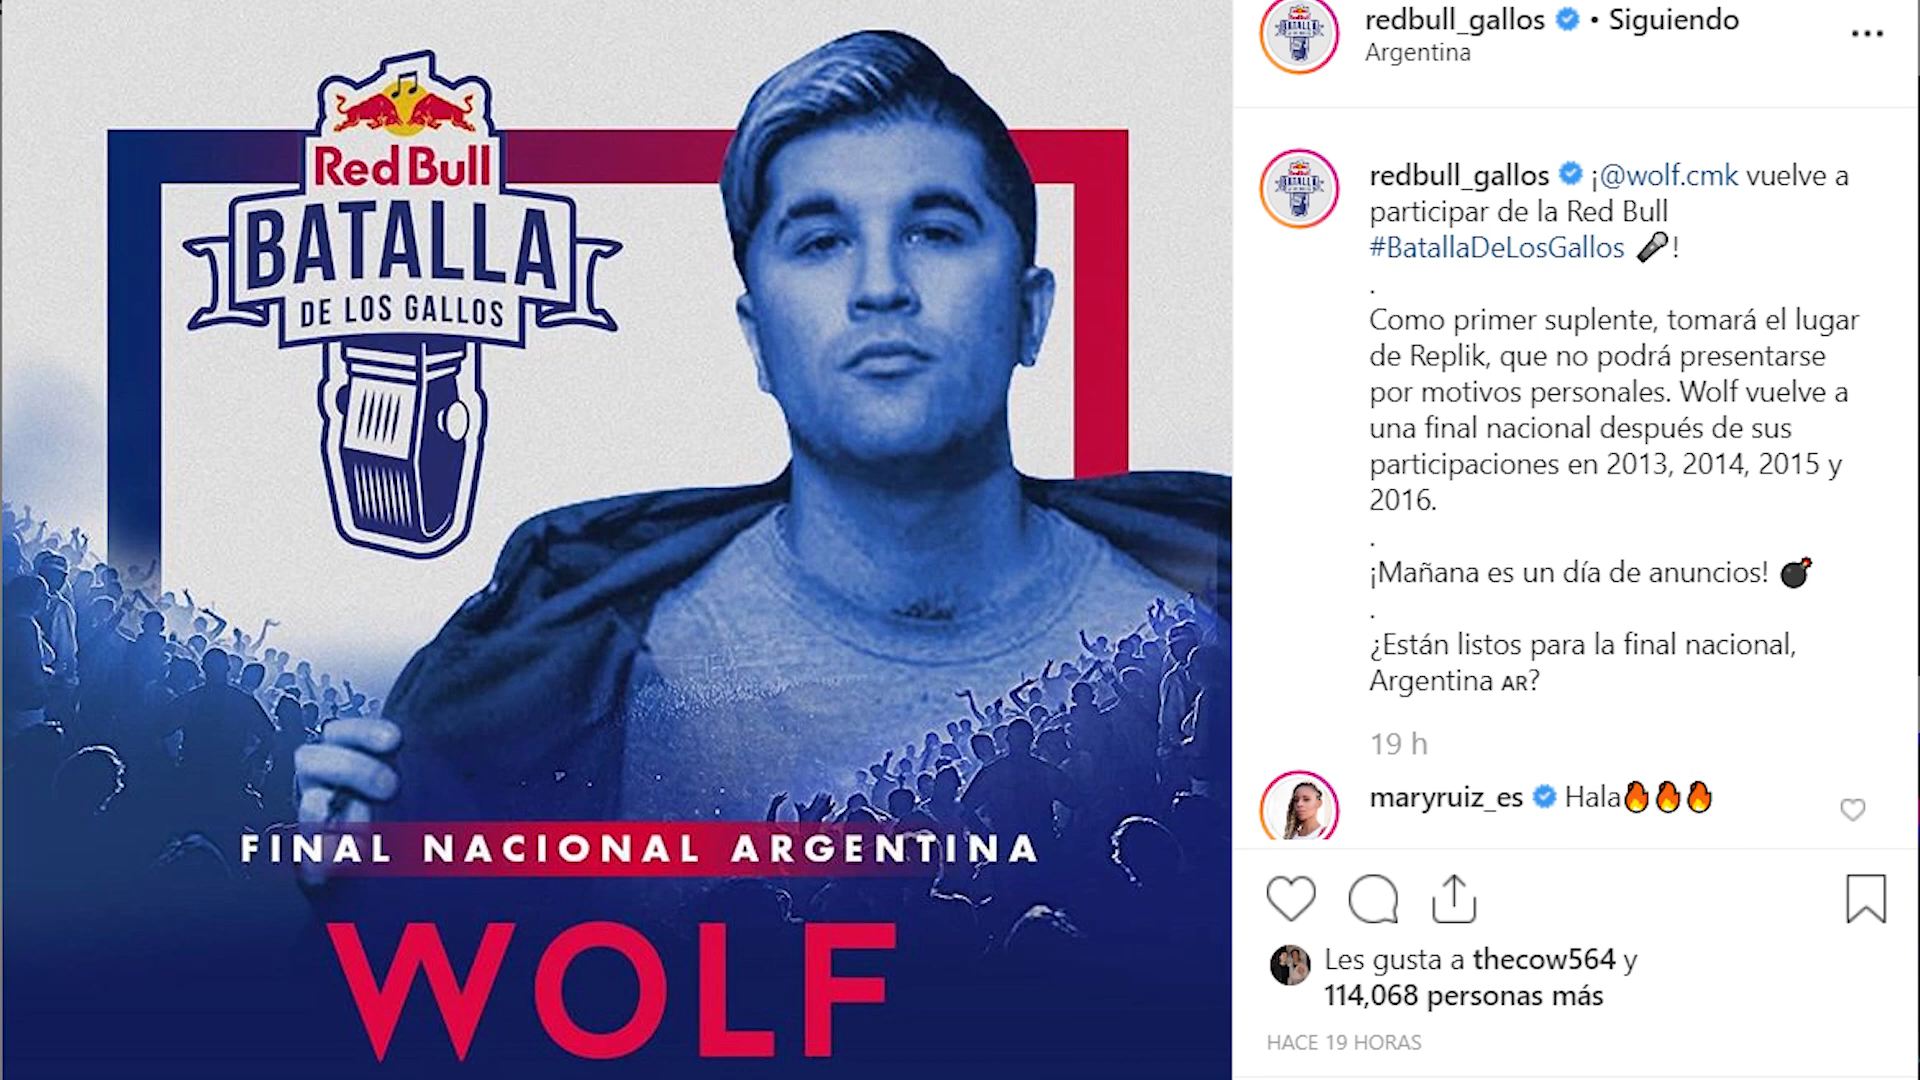 Red Bull
BATALLA
DE LOS GALLOS
FINAL NACIONAL ARGENTINA
WOLF
redbull_gallos • Siguiendo
Argentina
redbull_gallos ¡@wolf.cmk vuelve a
participar de la Red Bull
#BatallaDeLosGallos 🎤!
.
Como primer suplente, tomará el lugar
de Replik, que no podrá presentarse
por motivos personales. Wolf vuelve a
una final nacional después de sus
participaciones en 2013, 2014, 2015 y
2016.
.
¡Mañana es un día de anuncios! 💣
.
¿Están listos para la final nacional,
Argentina AR?
19 h
maryruiz_es Hala🔥🔥🔥
Les gusta a thecow564 y
114,068 personas más
HACE 19 HORAS